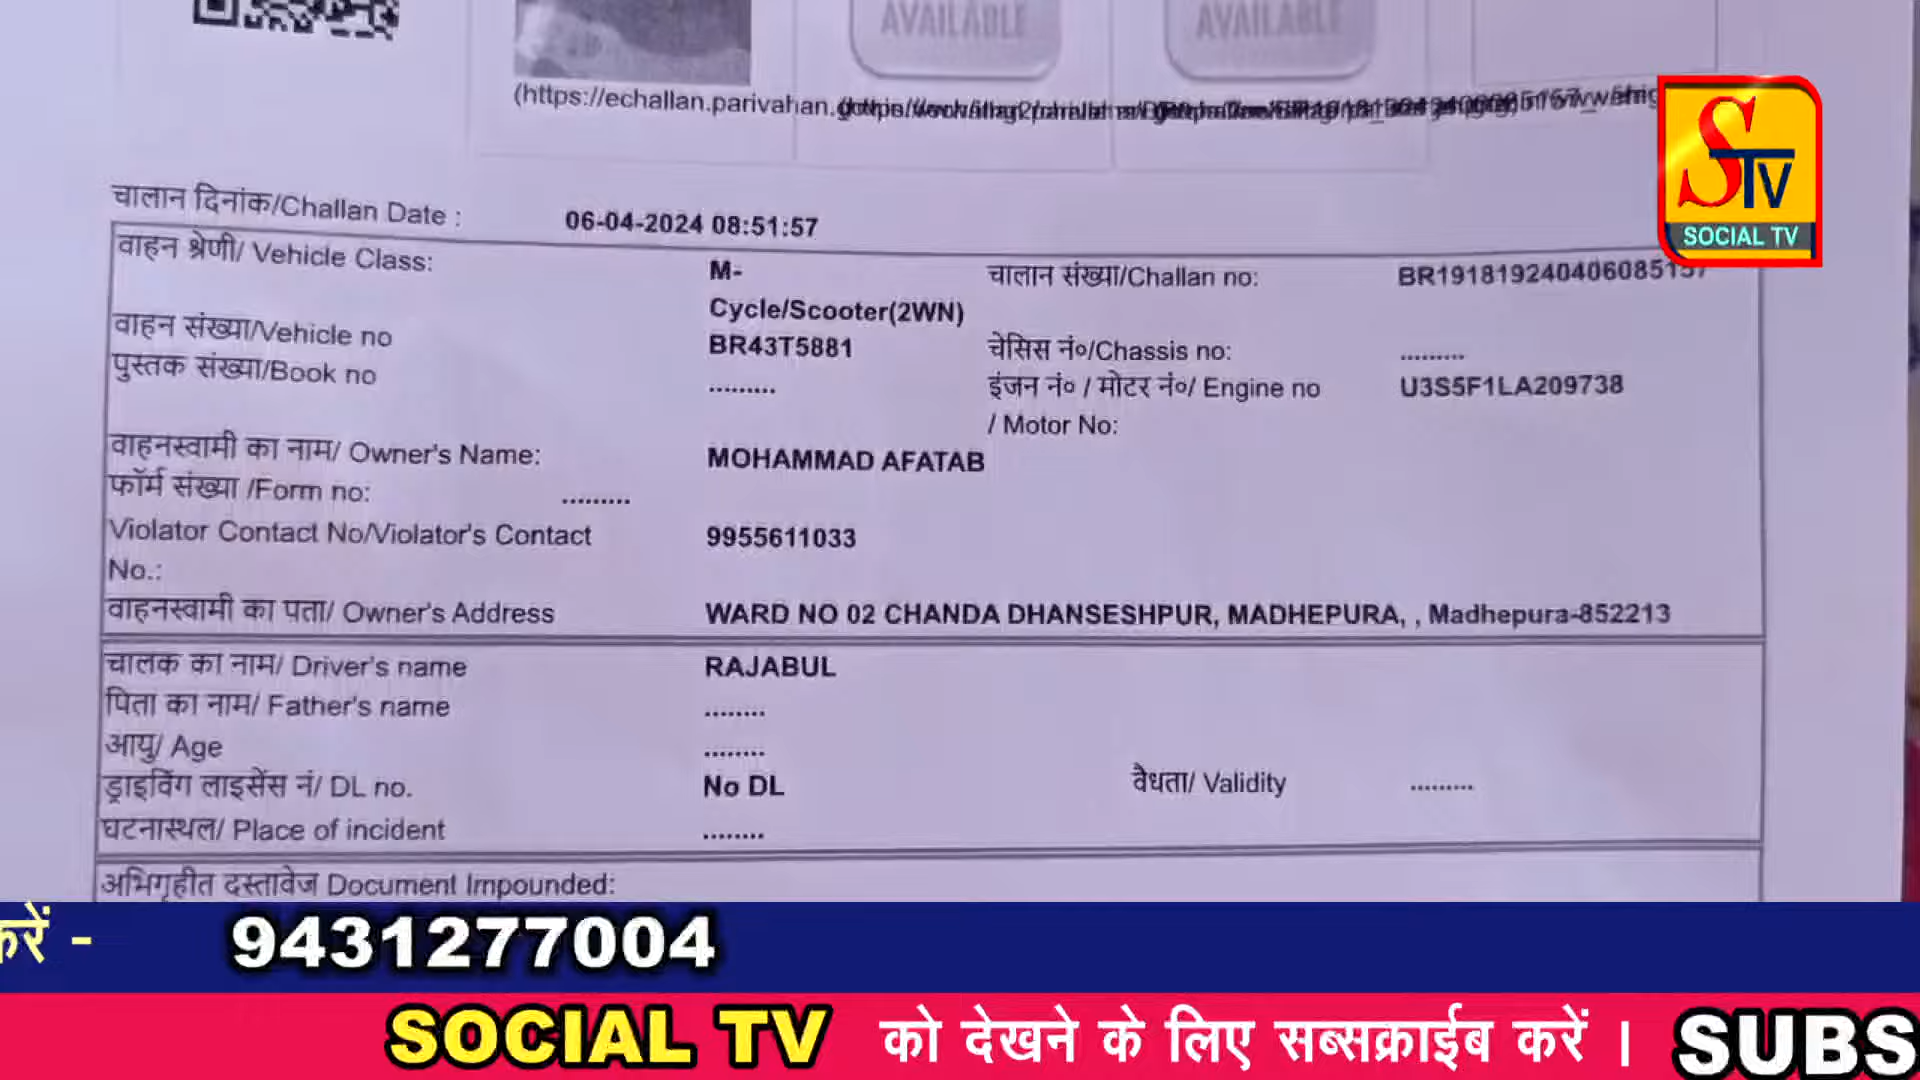 AVAILABLE AVAILABLE
(https://echallan.parivahan.
STV
SOCIAL TV
चालान दिनांक/Challan Date : 06-04-2024 08:51:57
वाहन श्रेणी/ Vehicle Class: M-Cycle/Scooter(2WN) चालान संख्या/Challan no: BR19181924040608515
वाहन संख्या/Vehicle no BR43T5881 चेसिस नं०/Chassis no: .........
पुस्तक संख्या/Book no ......... इंजन नं० / मोटर नं०/ Engine no / Motor No: U3S5F1LA209738
वाहनस्वामी का नाम/ Owner's Name: MOHAMMAD AFATAB
फॉर्म संख्या /Form no: .........
Violator Contact No/Violator's Contact No.: 9955611033
वाहनस्वामी का पता/ Owner's Address WARD NO 02 CHANDA DHANSESHPUR, MADHEPURA, , Madhepura-852213
चालक का नाम/ Driver's name RAJABUL
पिता का नाम/ Father's name ........
आयु/ Age ........
ड्राइविंग लाइसेंस नं/ DL no. No DL वैधता/ Validity .........
घटनास्थल/ Place of incident ........
अभिगृहीत दस्तावेज Document Impounded:
करें - 9431277004
SOCIAL TV को देखने के लिए सब्सक्राईब करें । SUBS